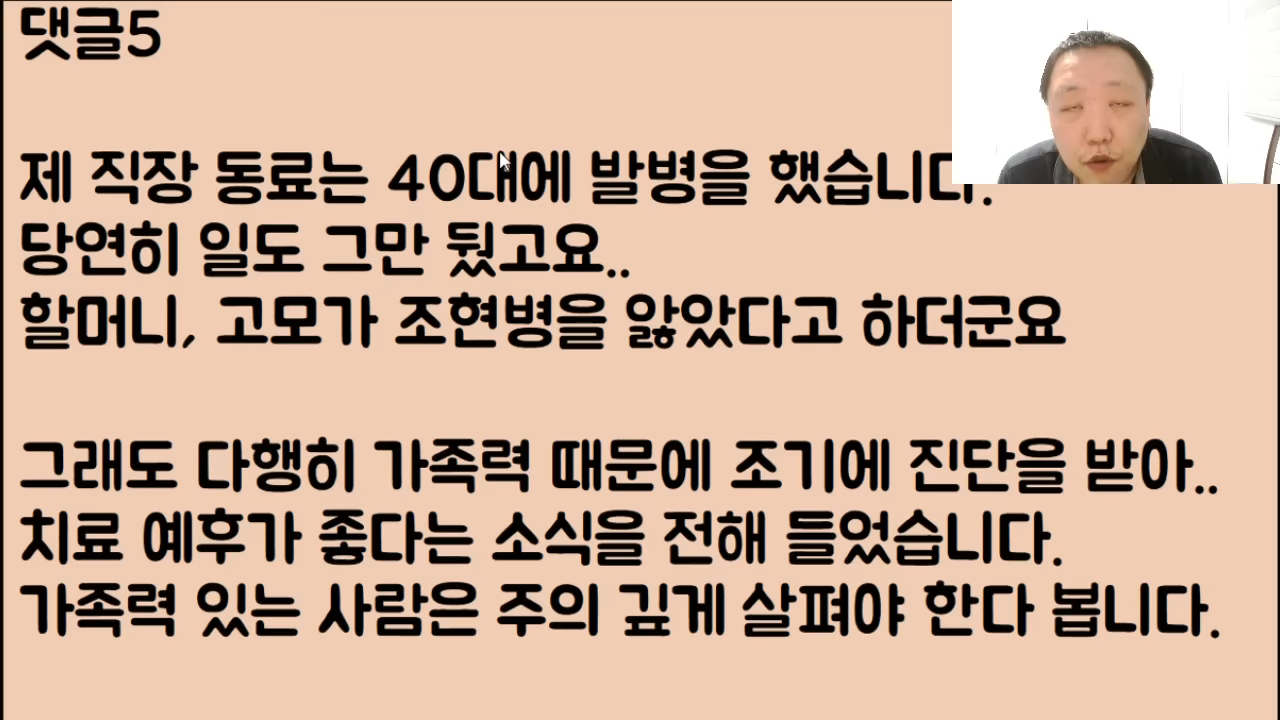 댓글5
제 직장 동료는 40대에 발병을 했습니다.
당연히 일도 그만 뒀고요..
할머니, 고모가 조현병을 앓았다고 하더군요
그래도 다행히 가족력 때문에 조기에 진단을 받아..
치료 예후가 좋다는 소식을 전해 들었습니다.
가족력 있는 사람은 주의 깊게 살펴야 한다 봅니다.